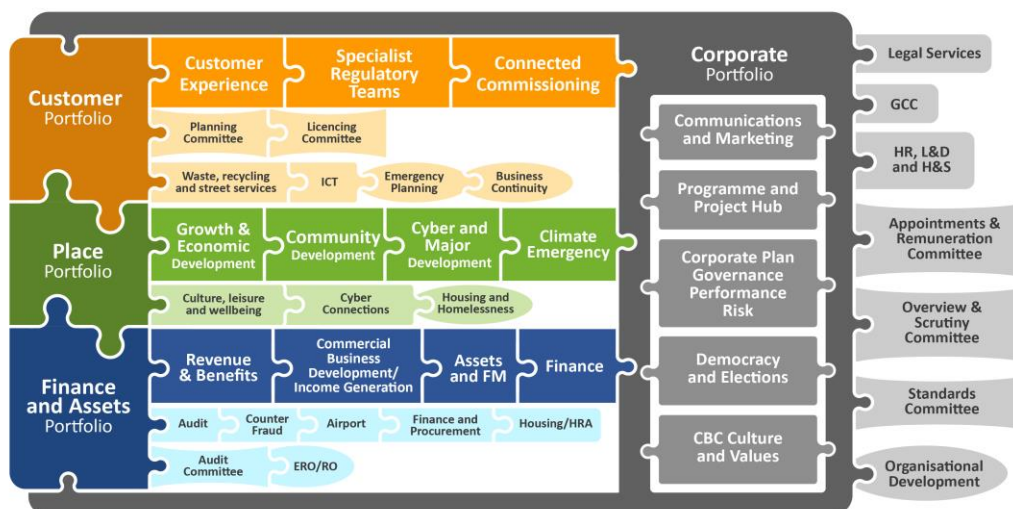 Customer
Portfolio
Customer
Experience
Specialist
Regulatory
Teams
Connected
Commissioning
Planning
Committee
Licencing
Committee
Waste, recycling
and street services
ICT
Emergency
Planning
Business
Continuity
Place
Portfolio
Growth &
Economic
Development
Community
Development
Cyber and
Major
Development
Climate
Emergency
Culture, leisure
and wellbeing
Cyber
Connections
Housing and
Homelessness
Finance
and Assets
Portfolio
Revenue
& Benefits
Commercial
Business
Development/
Income Generation
Assets
and FM
Finance
Audit
Counter
Fraud
Airport
Finance and
Procurement
Housing/HRA
Audit
Committee
ERO/RO
Corporate
Portfolio
Communications
and Marketing
Programme and
Project Hub
Corporate Plan
Governance
Performance
Risk
Democracy
and Elections
CBC Culture
and Values
Legal Services
GCC
HR, L&D
and H&S
Appointments &
Remuneration
Committee
Overview &
Scrutiny
Committee
Standards
Committee
Organisational
Development